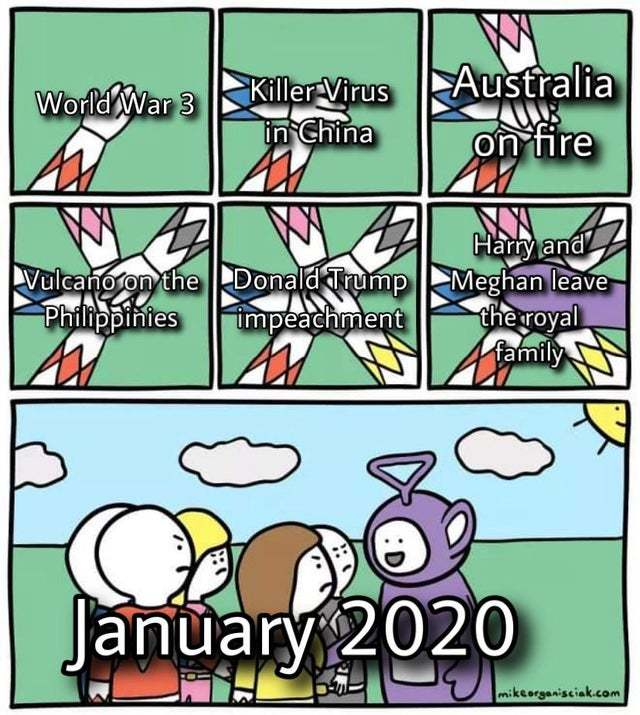 World War 3
Killer Virus
in China
Australia
on fire
Vulcano on the
Philippinies
Donald Trump
impeachment
Harry and
Meghan leave
the royal
family
January 2020
mikeorganisciak.com